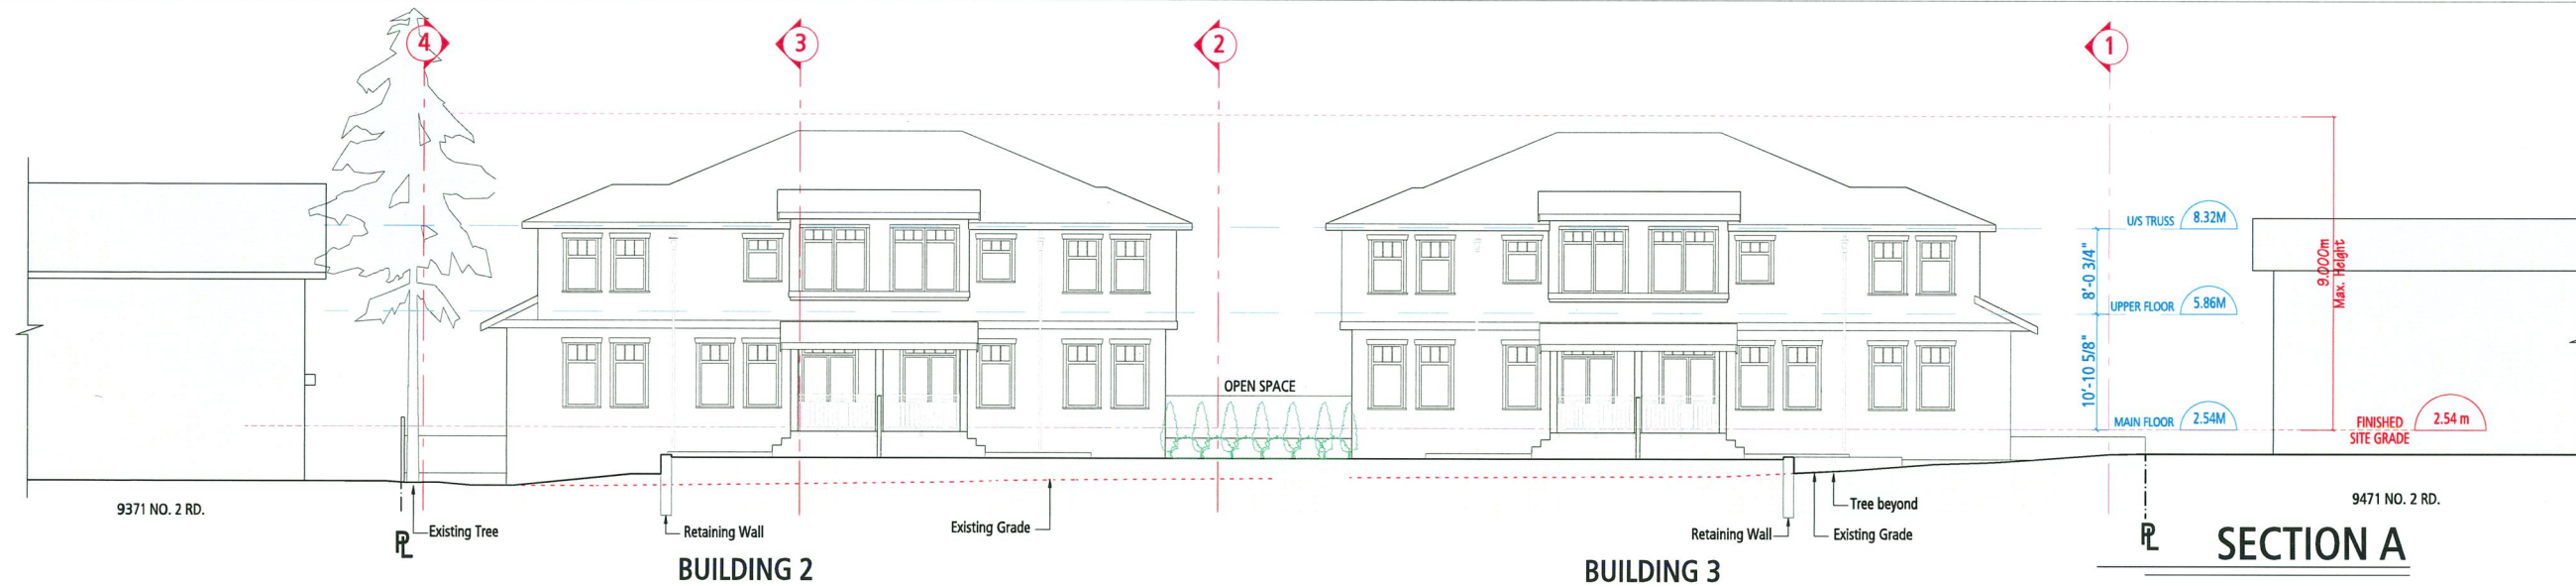 4
3
2
1
U/S TRUSS 8.32M
8'-0 3/4"
9.000m
Max. Height
UPPER FLOOR 5.86M
10'-10 5/8"
OPEN SPACE
MAIN FLOOR 2.54M
FINISHED
SITE GRADE
2.54 m
9371 NO. 2 RD.
PL
Existing Tree
Retaining Wall
Existing Grade
BUILDING 2
Tree beyond
Retaining Wall
Existing Grade
BUILDING 3
PL
9471 NO. 2 RD.
SECTION A